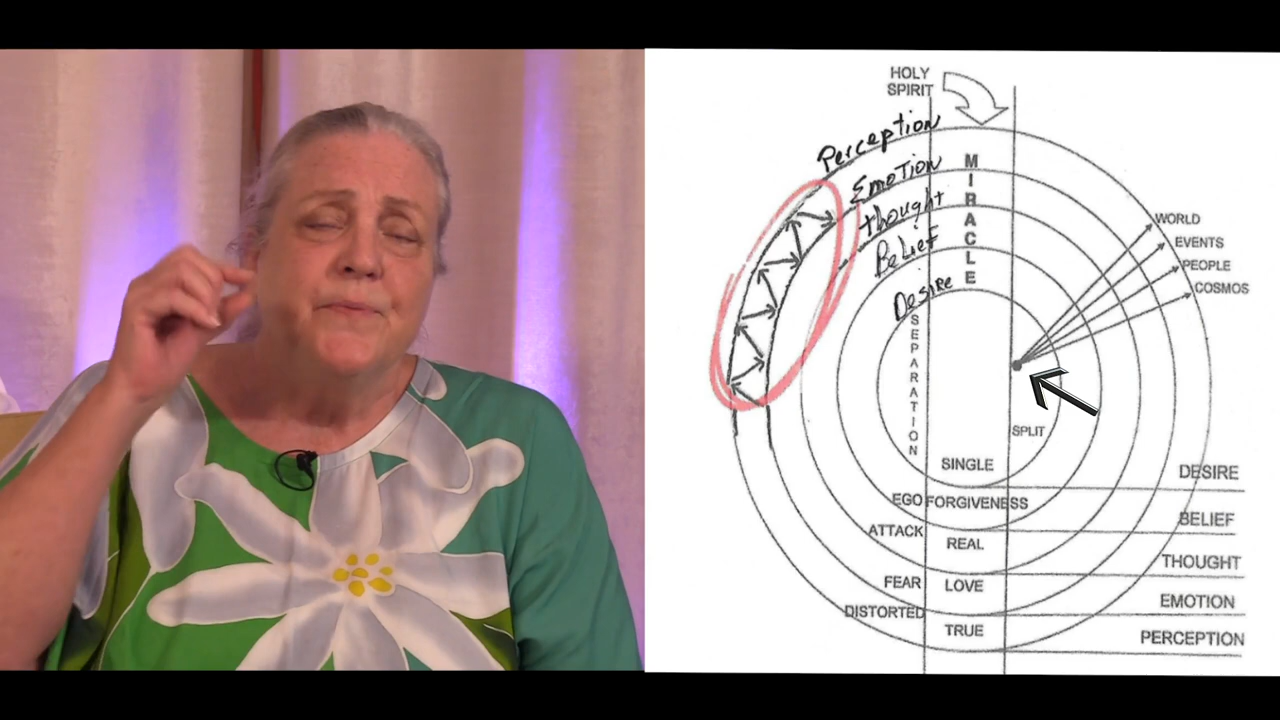 HOLY
SPIRIT
Perception
Emotion
thought
Belief
Desire
MIRACLE
SEPARATION
WORLD
EVENTS
PEOPLE
COSMOS
SPLIT
SINGLE
DESIRE
EGO FORGIVENESS
BELIEF
ATTACK
REAL
THOUGHT
FEAR LOVE
EMOTION
DISTORTED
TRUE
PERCEPTION